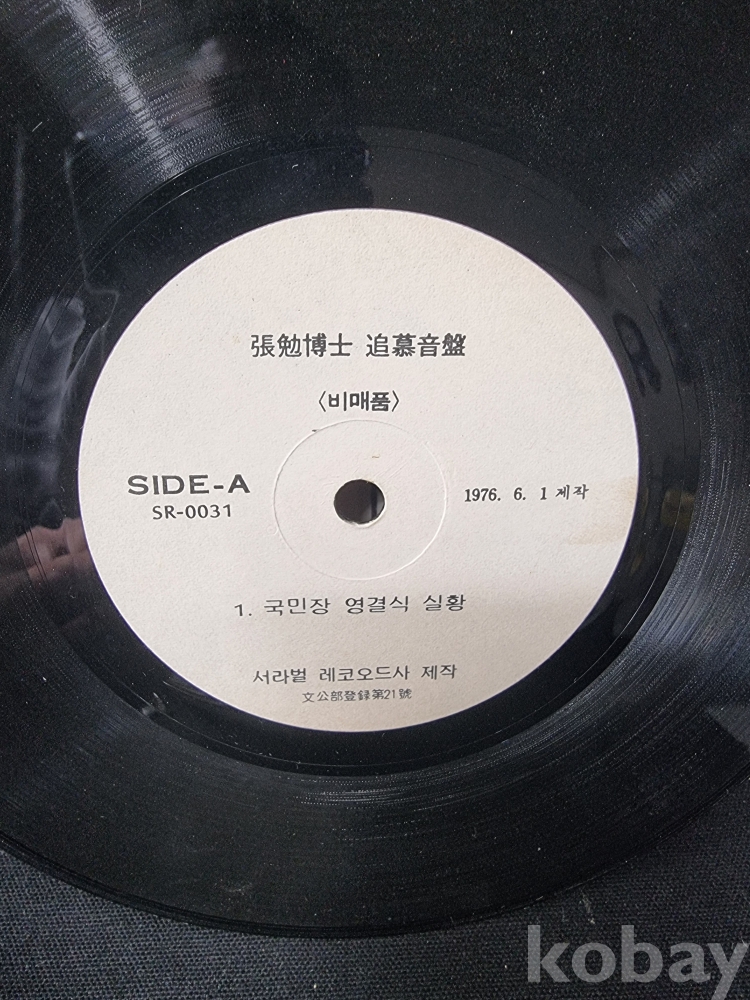 張勉博士 追慕音盤
〈비매품〉
SIDE-A
SR-0031
1976. 6. 1 제작
1. 국민장 영결식 실황
서라벌 레코오드사 제작
文公部登録第21號
kobay